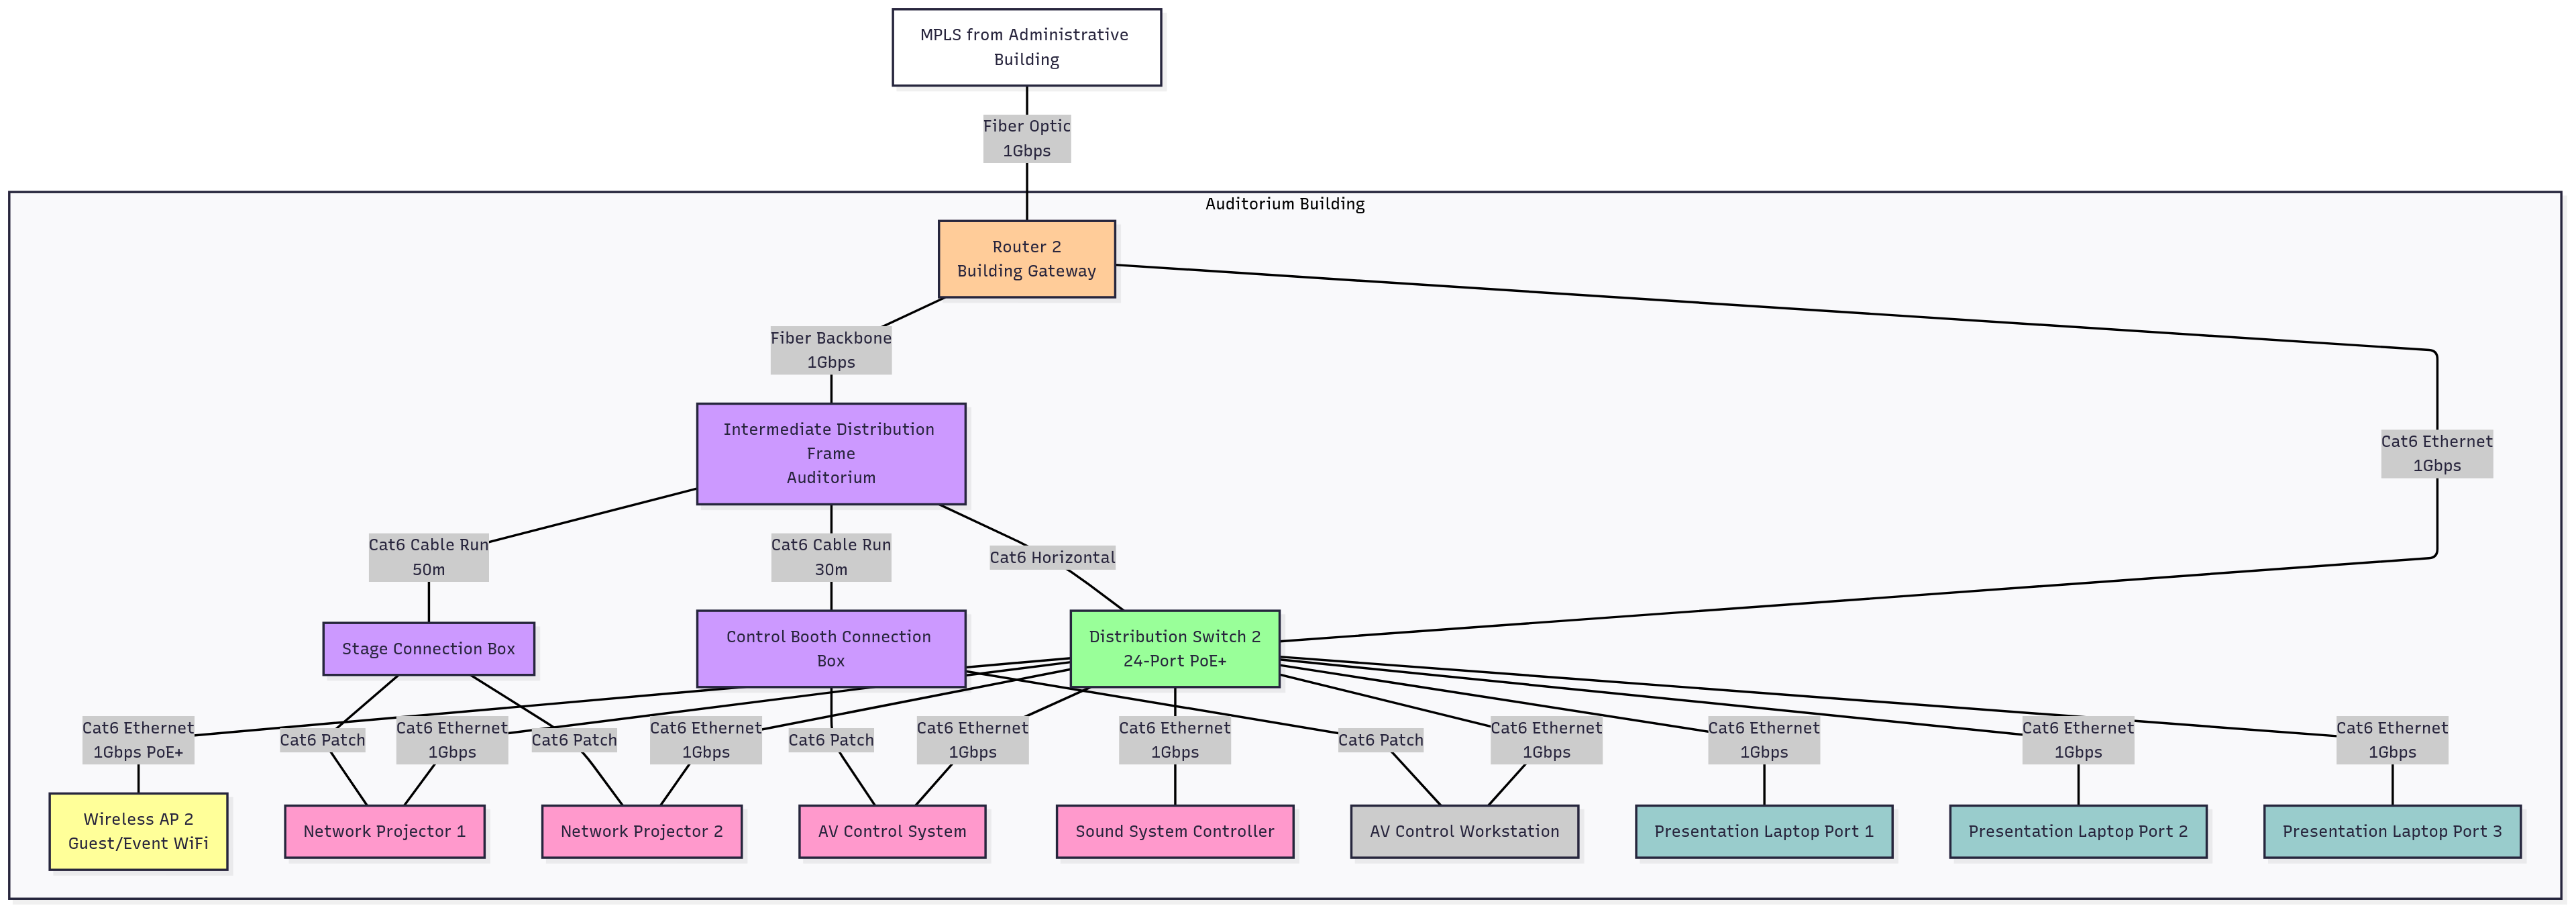 MPLS from Administrative
Building
Fiber Optic
1Gbps
Auditorium Building
Router 2
Building Gateway
Fiber Backbone
1Gbps
Intermediate Distribution
Frame
Auditorium
Cat6 Ethernet
1Gbps
Cat6 Cable Run
50m
Cat6 Cable Run
30m
Cat6 Horizontal
Stage Connection Box
Control Booth Connection
Box
Distribution Switch 2
24-Port PoE+
Cat6 Ethernet
1Gbps PoE+
Cat6 Patch
Cat6 Ethernet
1Gbps
Cat6 Patch
Cat6 Ethernet
1Gbps
Cat6 Patch
Cat6 Ethernet
1Gbps
Cat6 Ethernet
1Gbps
Cat6 Patch
Cat6 Ethernet
1Gbps
Cat6 Ethernet
1Gbps
Cat6 Ethernet
1Gbps
Cat6 Ethernet
1Gbps
Wireless AP 2
Guest/Event WiFi
Network Projector 1
Network Projector 2
AV Control System
Sound System Controller
AV Control Workstation
Presentation Laptop Port 1
Presentation Laptop Port 2
Presentation Laptop Port 3